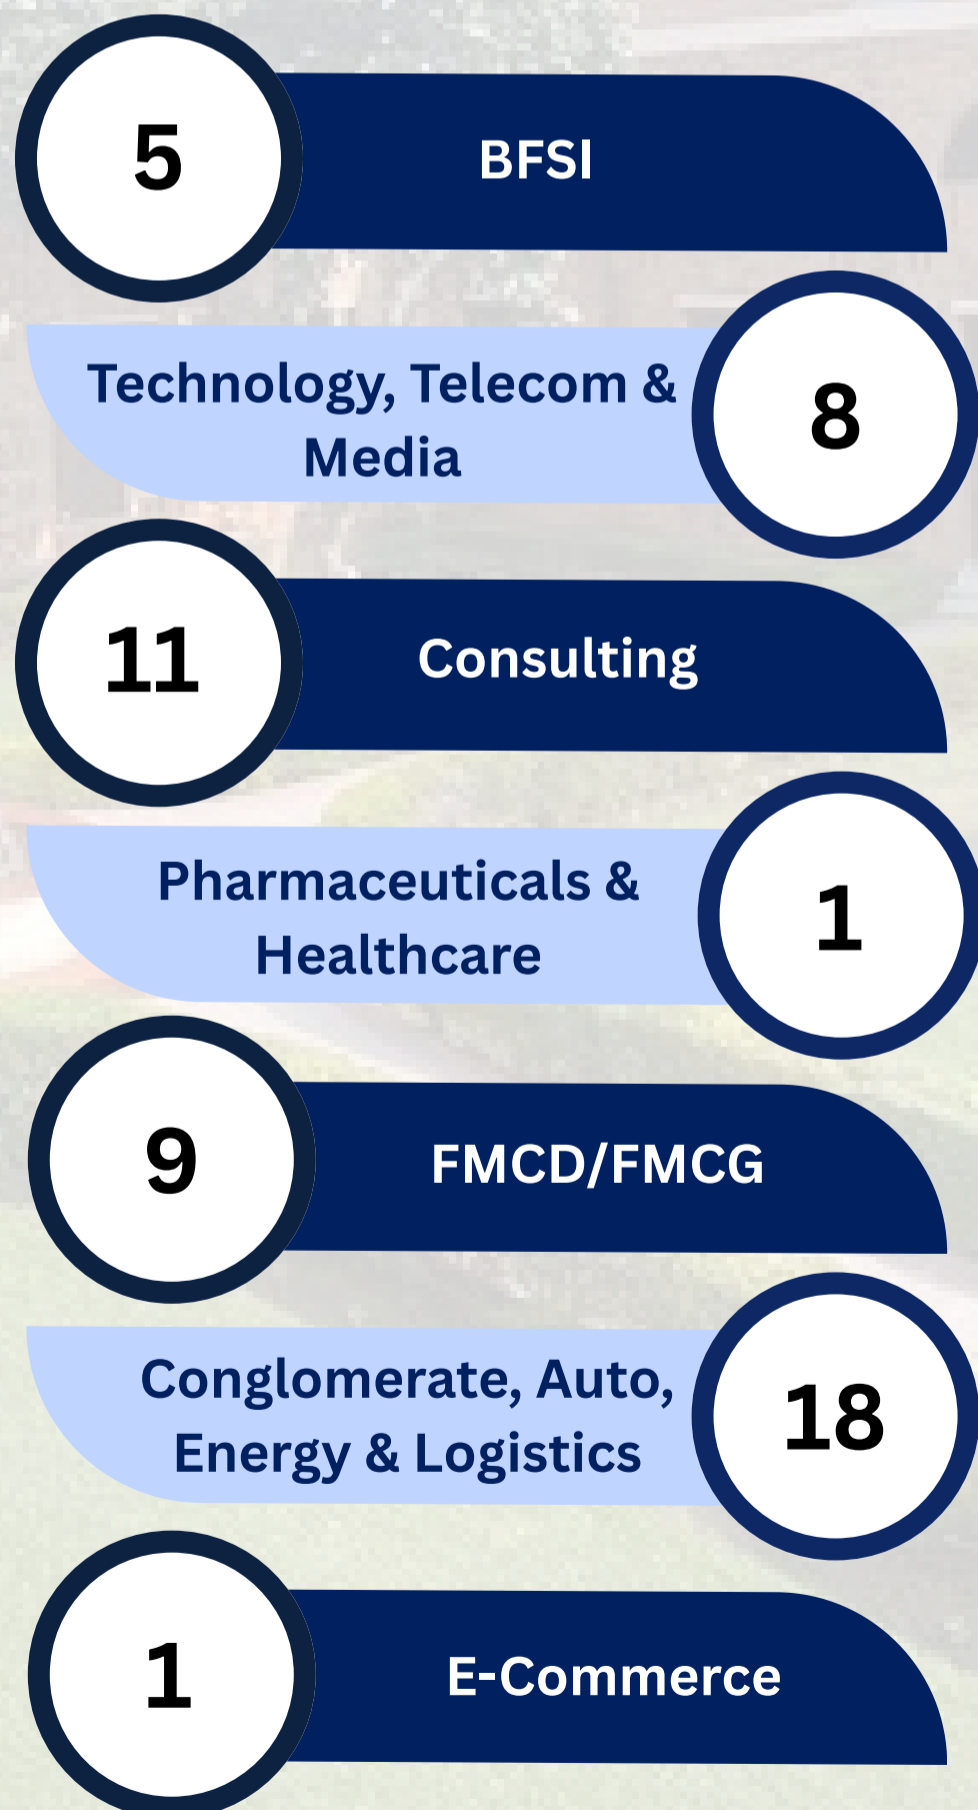 5
BFSI
Technology, Telecom &
Media
8
11
Consulting
Pharmaceuticals &
Healthcare
1
9
FMCD/FMCG
Conglomerate, Auto,
Energy & Logistics
18
1
E-Commerce